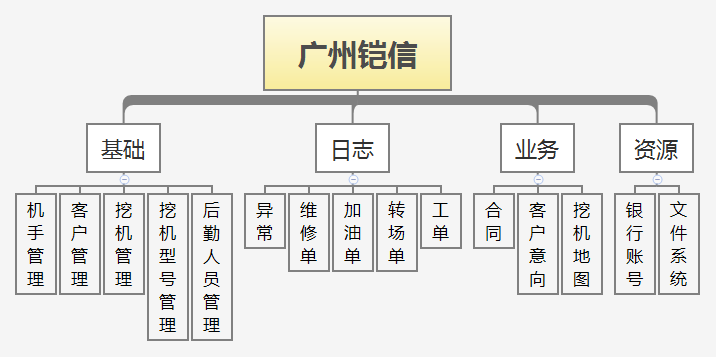 广州铠信
基础
日志
业务
资源
机手管理
客户管理
挖机管理
挖机型号管理
后勤人员管理
异常
维修单
加油单
转场单
工单
合同
客户意向
挖机地图
银行账号
文件系统